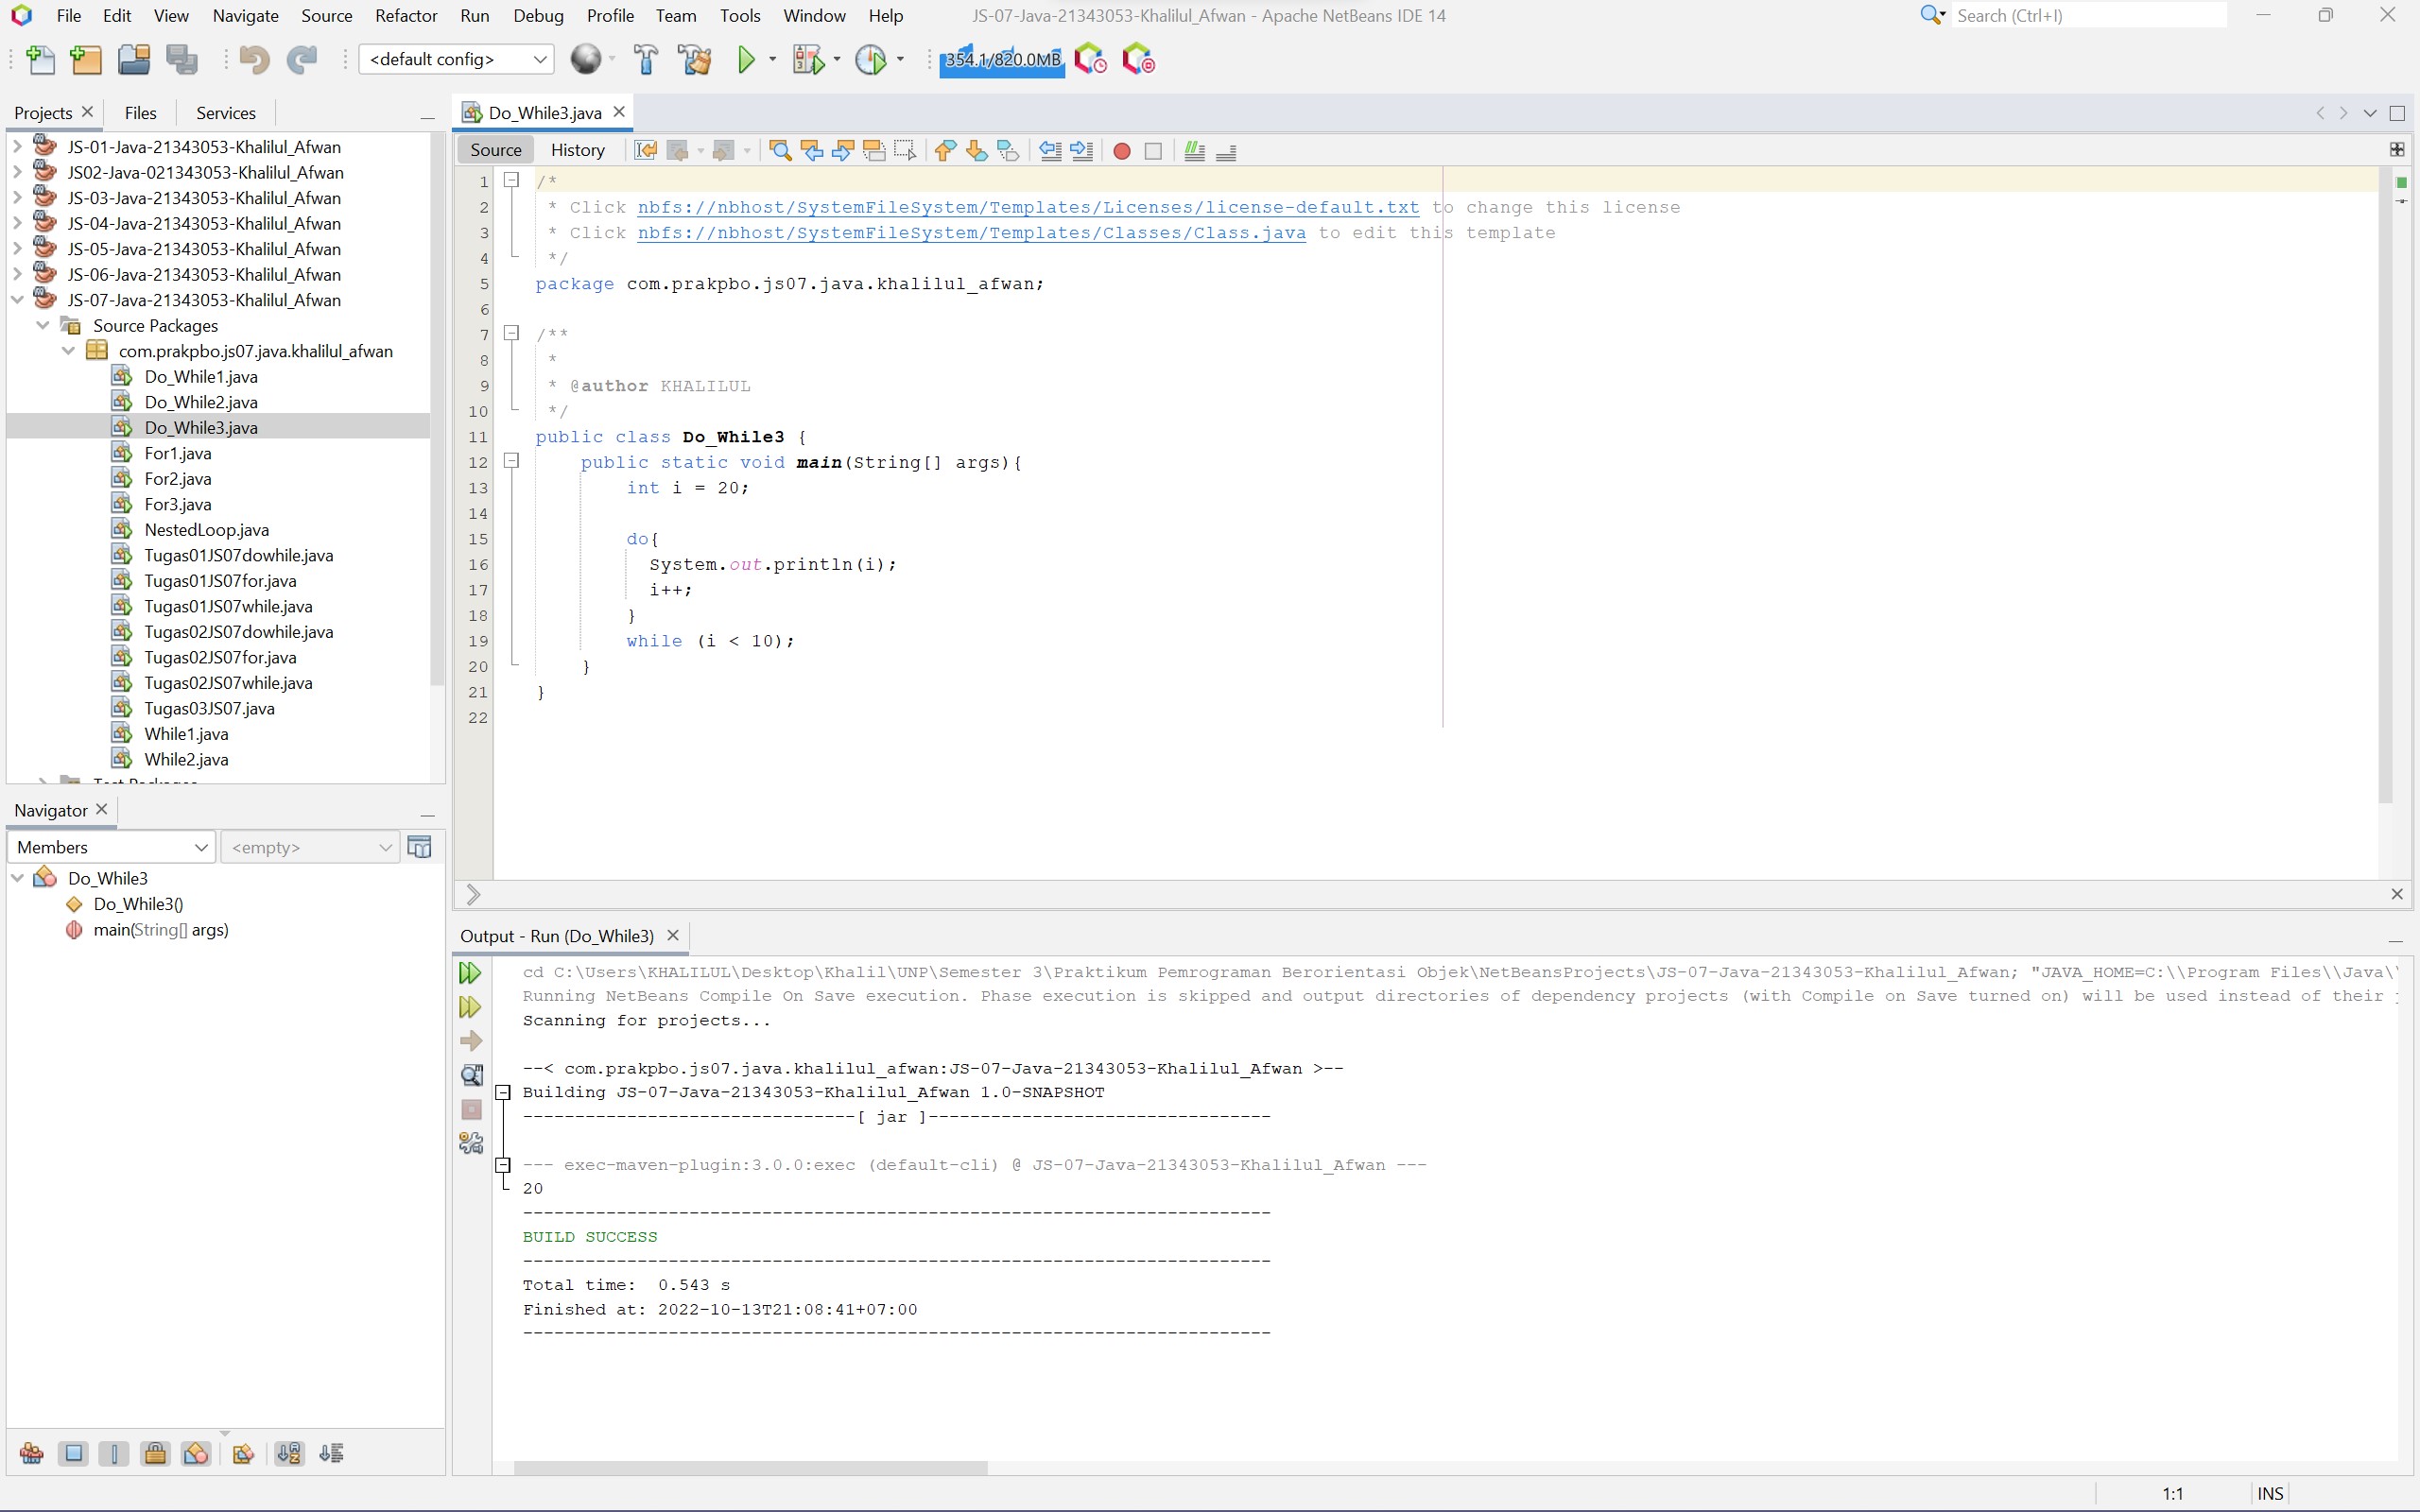 File Edit View Navigate Source Refactor Run Debug Profile Team Tools Window Help JS-07-Java-21343053-Khalilul_Afwan - Apache NetBeans IDE 14 Search (Ctrl+I)
<default config> 354.1/820.0MB
Projects Files Services
JS-01-Java-21343053-Khalilul_Afwan
JS02-Java-021343053-Khalilul_Afwan
JS-03-Java-21343053-Khalilul_Afwan
JS-04-Java-21343053-Khalilul_Afwan
JS-05-Java-21343053-Khalilul_Afwan
JS-06-Java-21343053-Khalilul_Afwan
JS-07-Java-21343053-Khalilul_Afwan
Source Packages
com.prakpbo.js07.java.khalilul_afwan
Do_While1.java
Do_While2.java
Do_While3.java
For1.java
For2.java
For3.java
NestedLoop.java
Tugas01JS07dowhile.java
Tugas01JS07for.java
Tugas01JS07while.java
Tugas02JS07dowhile.java
Tugas02JS07for.java
Tugas02JS07while.java
Tugas03JS07.java
While1.java
While2.java
Test Packages
Navigator
Members <empty>
Do_While3
Do_While3()
main(String[] args)
Do_While3.java
Source History
1 /*
2 * Click nbfs://nbhost/SystemFileSystem/Templates/Licenses/license-default.txt to change this license
3 * Click nbfs://nbhost/SystemFileSystem/Templates/Classes/Class.java to edit this template
4 */
5 package com.prakpbo.js07.java.khalilul_afwan;
6
7 /**
8 *
9 * @author KHALILUL
10 */
11 public class Do_While3 {
12 public static void main(String[] args){
13 int i = 20;
14
15 do{
16 System.out.println(i);
17 i++;
18 }
19 while (i < 10);
20 }
21 }
22
Output - Run (Do_While3)
cd C:\Users\KHALILUL\Desktop\Khalil\UNP\Semester 3\Praktikum Pemrograman Berorientasi Objek\NetBeansProjects\JS-07-Java-21343053-Khalilul_Afwan; "JAVA_HOME=C:\\Program Files\\Java\\
Running NetBeans Compile On Save execution. Phase execution is skipped and output directories of dependency projects (with Compile on Save turned on) will be used instead of their
Scanning for projects...
--< com.prakpbo.js07.java.khalilul_afwan:JS-07-Java-21343053-Khalilul_Afwan >--
Building JS-07-Java-21343053-Khalilul_Afwan 1.0-SNAPSHOT
--------------------------------[ jar ]---------------------------------
--- exec-maven-plugin:3.0.0:exec (default-cli) @ JS-07-Java-21343053-Khalilul_Afwan ---
20
------------------------------------------------------------------------
BUILD SUCCESS
------------------------------------------------------------------------
Total time: 0.543 s
Finished at: 2022-10-13T21:08:41+07:00
------------------------------------------------------------------------
1:1 INS